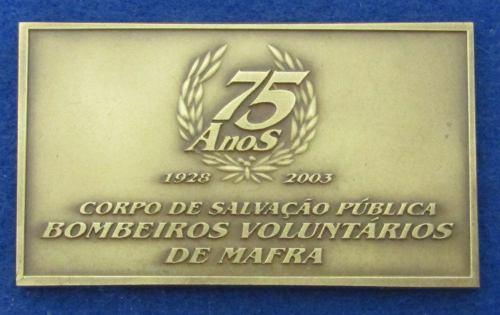 75
Anos
1928 2003
CORPO DE SALVAÇÃO PÚBLICA
BOMBEIROS VOLUNTÁRIOS
DE MAFRA